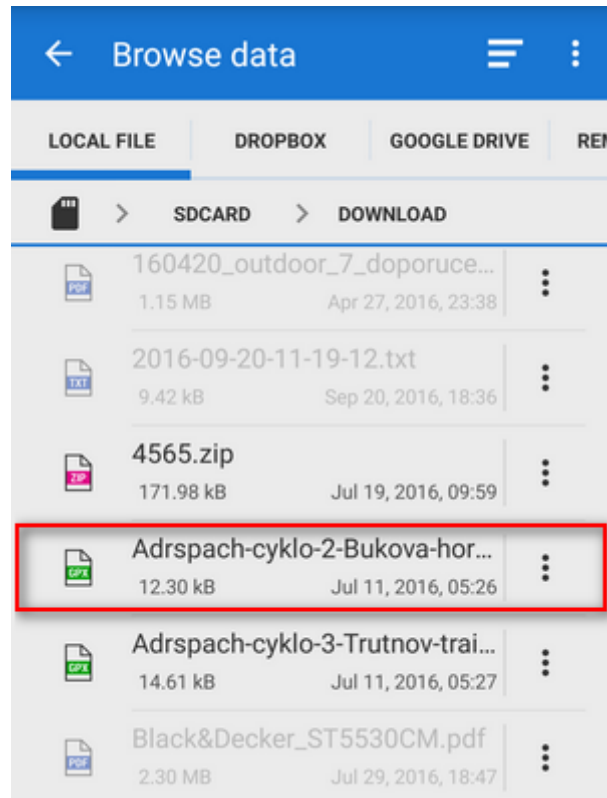 Browse data
LOCAL FILE DROPBOX GOOGLE DRIVE REM
SDCARD DOWNLOAD
160420_outdoor_7_doporuce...
PDF
1.15 MB Apr 27, 2016, 23:38
2016-09-20-11-19-12.txt
TXT
9.42 kB Sep 20, 2016, 18:36
4565.zip
ZIP
171.98 kB Jul 19, 2016, 09:59
Adrspach-cyklo-2-Bukova-hor...
GPX
12.30 kB Jul 11, 2016, 05:26
Adrspach-cyklo-3-Trutnov-trai...
GPX
14.61 kB Jul 11, 2016, 05:27
Black&Decker_ST5530CM.pdf
PDF
2.30 MB Jul 29, 2016, 18:47